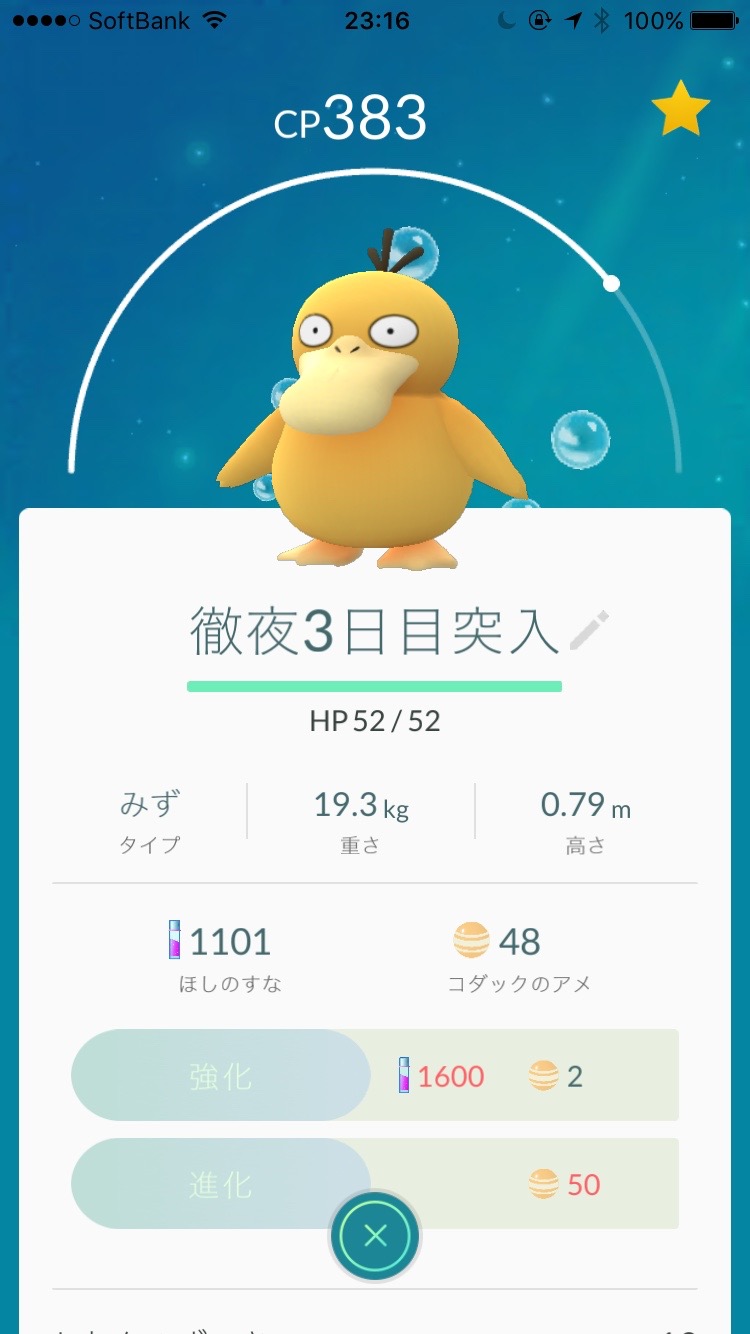 SoftBank 23:16 100%
CP383
徹夜3日目突入
HP 52 / 52
みず 19.3 kg 0.79 m
タイプ 重さ 高さ
1101 48
ほしのすな コダックのアメ
強化 1600 2
進化 50